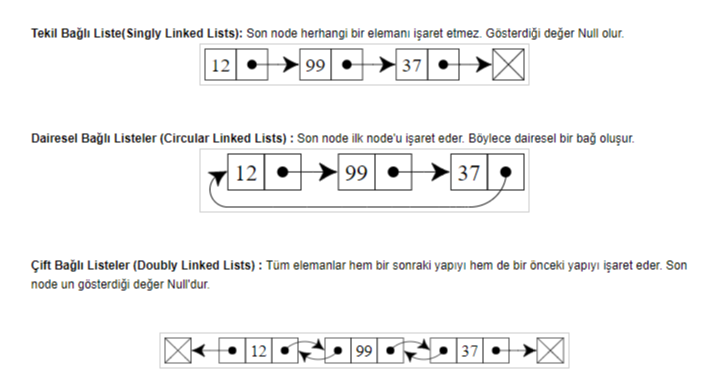 Tekil Bağlı Liste(Singly Linked Lists): Son node herhangi bir elemanı işaret etmez. Gösterdiği değer Null olur.
12 99 37
Dairesel Bağlı Listeler (Circular Linked Lists) : Son node ilk node'u işaret eder. Böylece dairesel bir bağ oluşur.
12 99 37
Çift Bağlı Listeler (Doubly Linked Lists) : Tüm elemanlar hem bir sonraki yapıyı hem de bir önceki yapıyı işaret eder. Son
node un gösterdiği değer Null'dur.
12 99 37